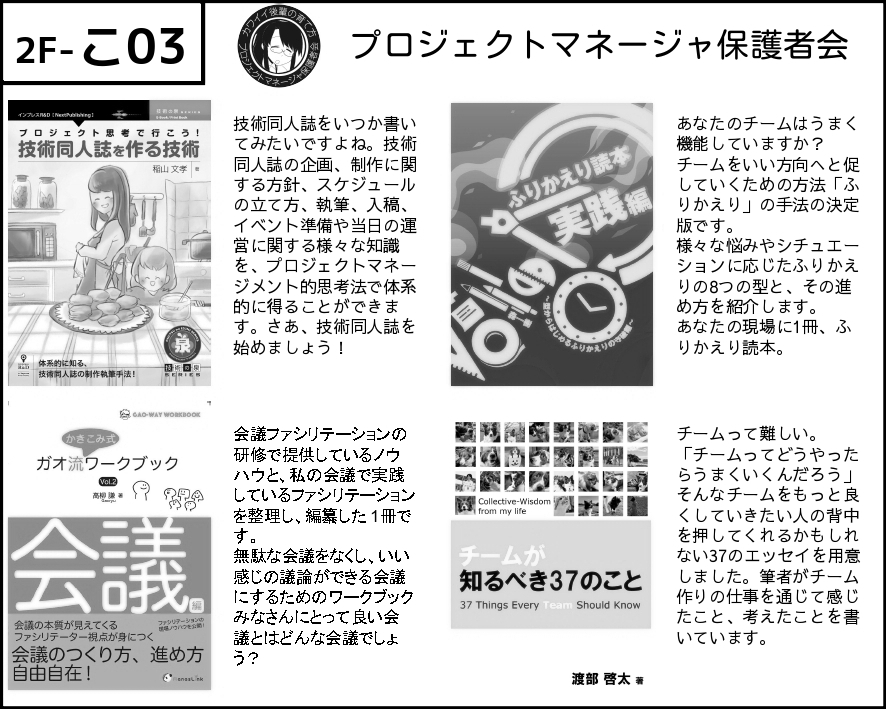 2F-こ03
カワイイ後輩の育て方
プロジェクトマネージャ保護者会
プロジェクトマネージャ保護者会
インプレスR&D [NextPublishing]
技術の泉 SERIES
E-Book / Print Book
プロジェクト思考で行こう！
技術同人誌を作る技術
稲山 文孝 著
体系的に知る、
技術同人誌の制作執筆手法！
泉
技術の泉
SERIES
技術同人誌をいつか書い
てみたいですよね。技術
同人誌の企画、制作に関
する方針、スケジュール
の立て方、執筆、入稿、
イベント準備や当日の運
営に関する様々な知識
を、プロジェクトマネー
ジメント的思考法で体系
的に得ることができま
す。さあ、技術同人誌を
始めましょう！
ふりかえり読本
実践編
～型からはじめるふりかえりの守破離～
あなたのチームはうまく
機能していますか？
チームをいい方向へと促
していくための方法「ふ
りかえり」の手法の決定
版です。
様々な悩みやシチュエー
ションに応じたふりかえ
りの8つの型と、その進
め方を紹介します。
あなたの現場に1冊、ふ
りかえり読本。
GAO-WAY WORKBOOK
かきこみ式
ガオ流ワークブック
Vol.2
高柳 謙 著
Gaoryu
会議編
会議の本質が見えてくる
ファシリテーター視点が身につく
ファシリテーションの
現場ノウハウを公開！
会議のつくり方、進め方
自由自在！
会議ファシリテーションの
研修で提供しているノウ
ハウと、私の会議で実践
しているファシリテーション
を整理し、編纂した1冊で
す。
無駄な会議をなくし、いい
感じの議論ができる会議
にするためのワークブック
みなさんにとって良い会
議とはどんな会議でしょ
う？
Collective-Wisdom
from my life
チームが
知るべき37のこと
37 Things Every Team Should Know
渡部 啓太 著
チームって難しい。
「チームってどうやった
らうまくいくんだろう」
そんなチームをもっと良
くしていきたい人の背中
を押してくれるかもしれ
ない37のエッセイを用意
しました。筆者がチーム
作りの仕事を通じて感じ
たこと、考えたことを書
いています。